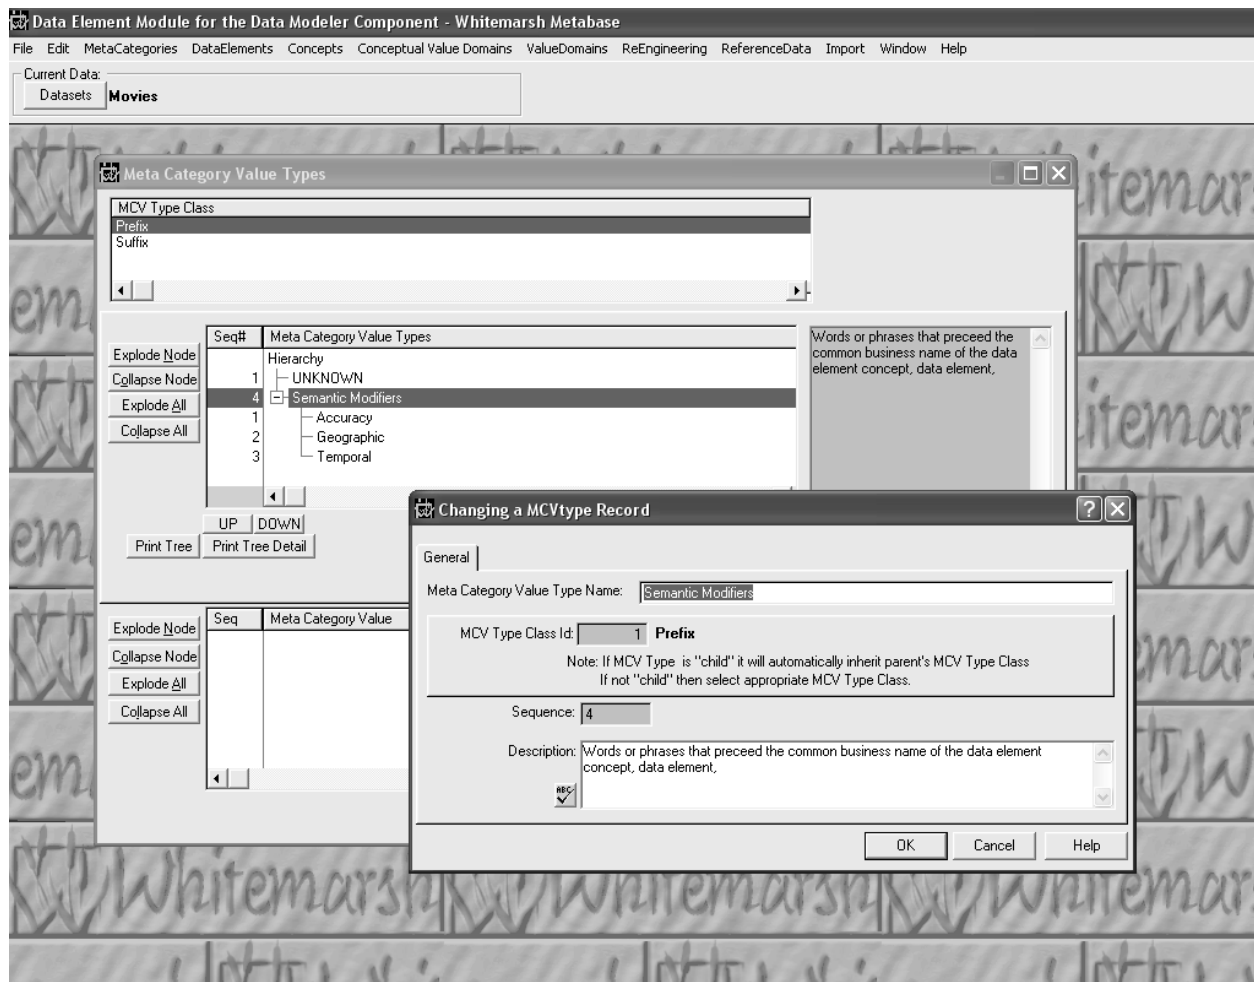 Data Element Module for the Data Modeler Component - Whitemarsh Metabase
File Edit MetaCategories DataElements Concepts Conceptual Value Domains ValueDomains ReEngineering ReferenceData Import Window Help
Current Data:
Datasets Movies
Meta Category Value Types
MCV Type Class
Prefix
Suffix
Seq# Meta Category Value Types
Hierarchy
1 UNKNOWN
4 Semantic Modifiers
1 Accuracy
2 Geographic
3 Temporal
Explode Node
Collapse Node
Explode All
Collapse All
Words or phrases that preceed the
common business name of the data
element concept, data element,
UP DOWN
Print Tree Print Tree Detail
Seq Meta Category Value
Explode Node
Collapse Node
Explode All
Collapse All
Changing a MCVtype Record
General
Meta Category Value Type Name: Semantic Modifiers
MCV Type Class Id: 1 Prefix
Note: If MCV Type is "child" it will automatically inherit parent's MCV Type Class
If not "child" then select appropriate MCV Type Class.
Sequence: 4
Description: Words or phrases that preceed the common business name of the data element
concept, data element,
ABC
OK Cancel Help
Whitemarsh